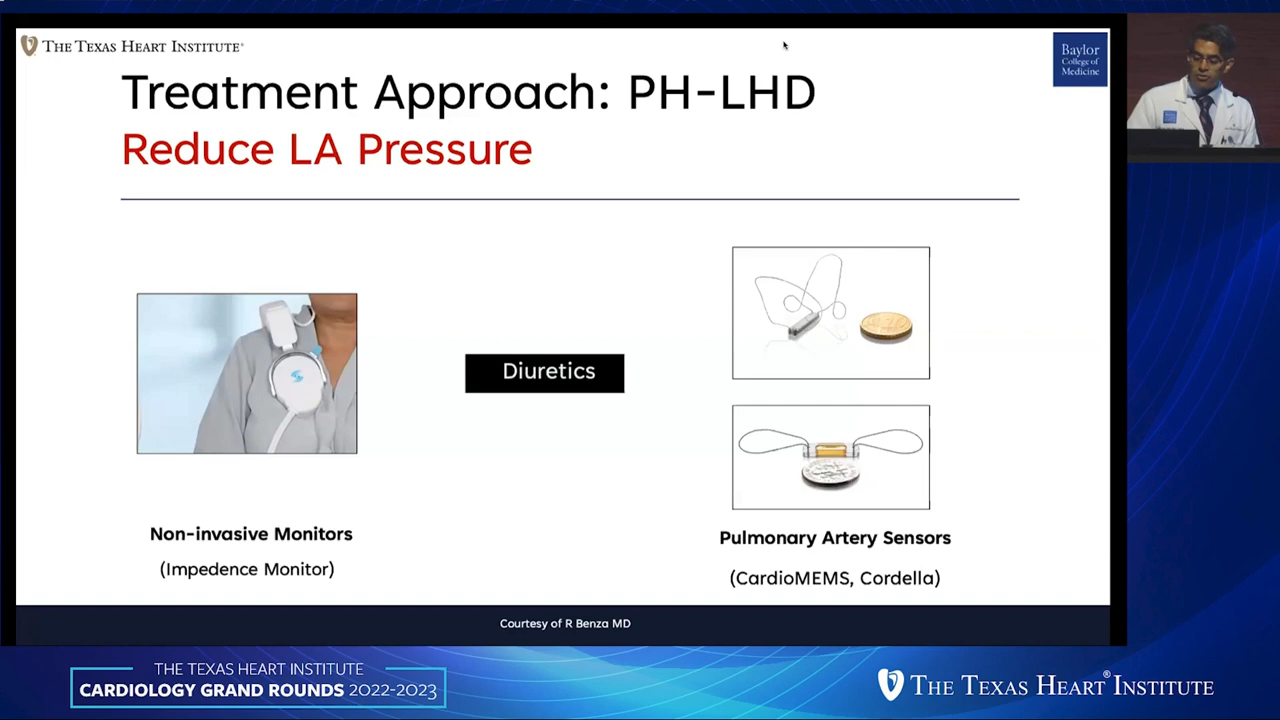 THE TEXAS HEART INSTITUTE®
Baylor
College of
Medicine
Treatment Approach: PH-LHD
Reduce LA Pressure
Diuretics
Non-invasive Monitors
(Impedence Monitor)
Pulmonary Artery Sensors
(CardioMEMS, Cordella)
Courtesy of R Benza MD
THE TEXAS HEART INSTITUTE
CARDIOLOGY GRAND ROUNDS 2022-2023
THE TEXAS HEART® INSTITUTE